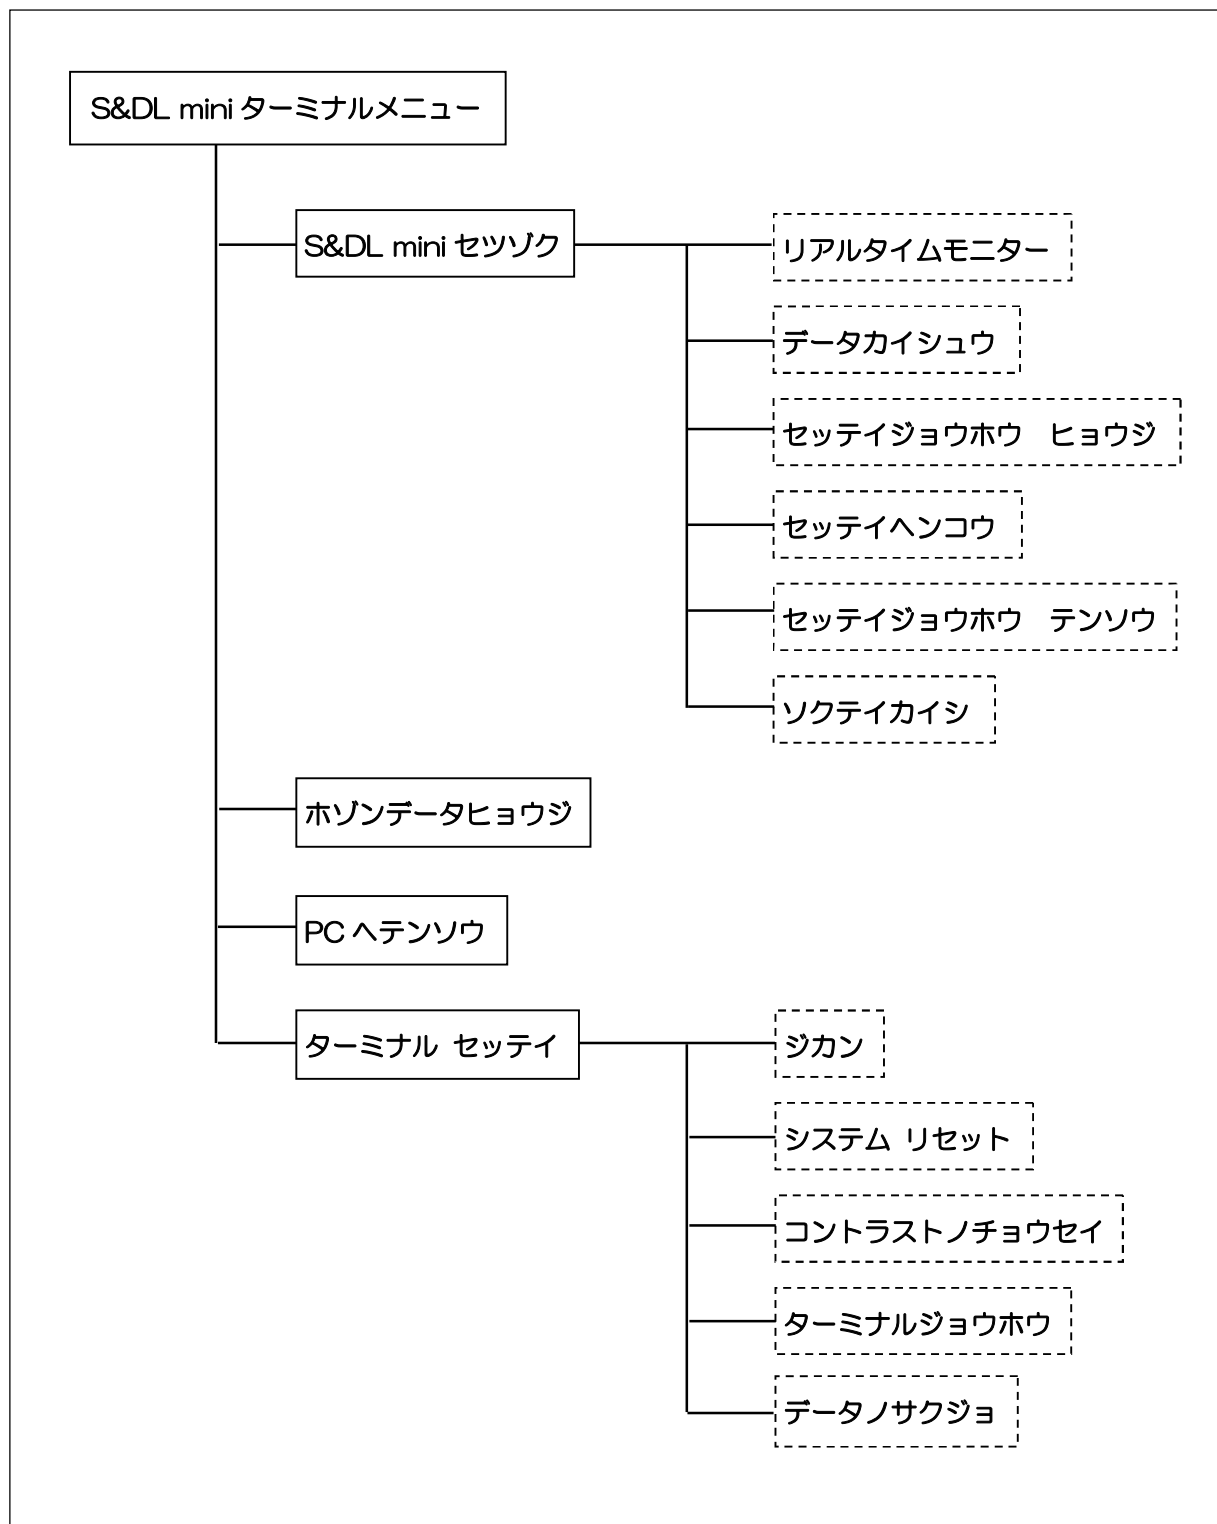 S&DL mini ターミナルメニュー
S&DL mini セツゾク
リアルタイムモニター
データカイシュウ
セッテイジョウホウ　ヒョウジ
セッテイヘンコウ
セッテイジョウホウ　テンソウ
ソクテイカイシ
ホゾンデータヒョウジ
PC ヘテンソウ
ターミナル セッテイ
ジカン
システム リセット
コントラストノチョウセイ
ターミナルジョウホウ
データノサクジョ